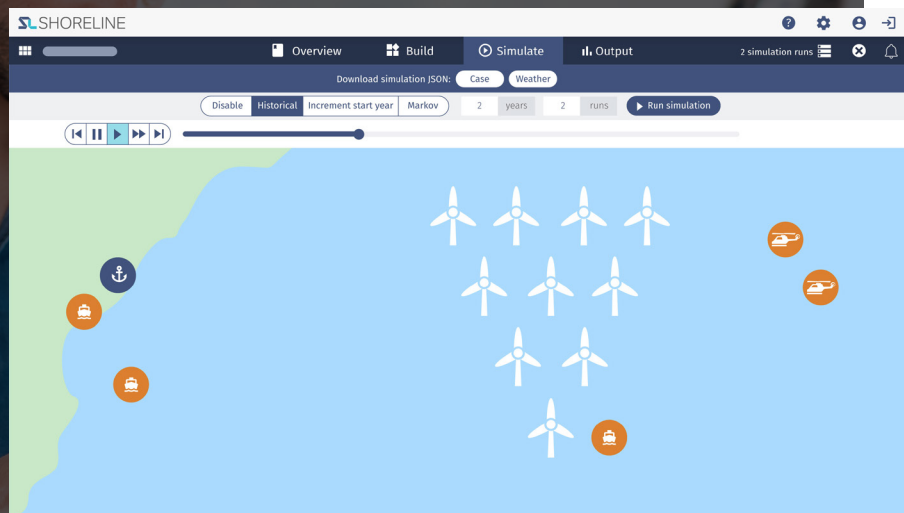 SL SHORELINE
Overview Build Simulate Output 2 simulation runs
Download simulation JSON: Case Weather
Disable Historical Increment start year Markov 2 years 2 runs Run simulation